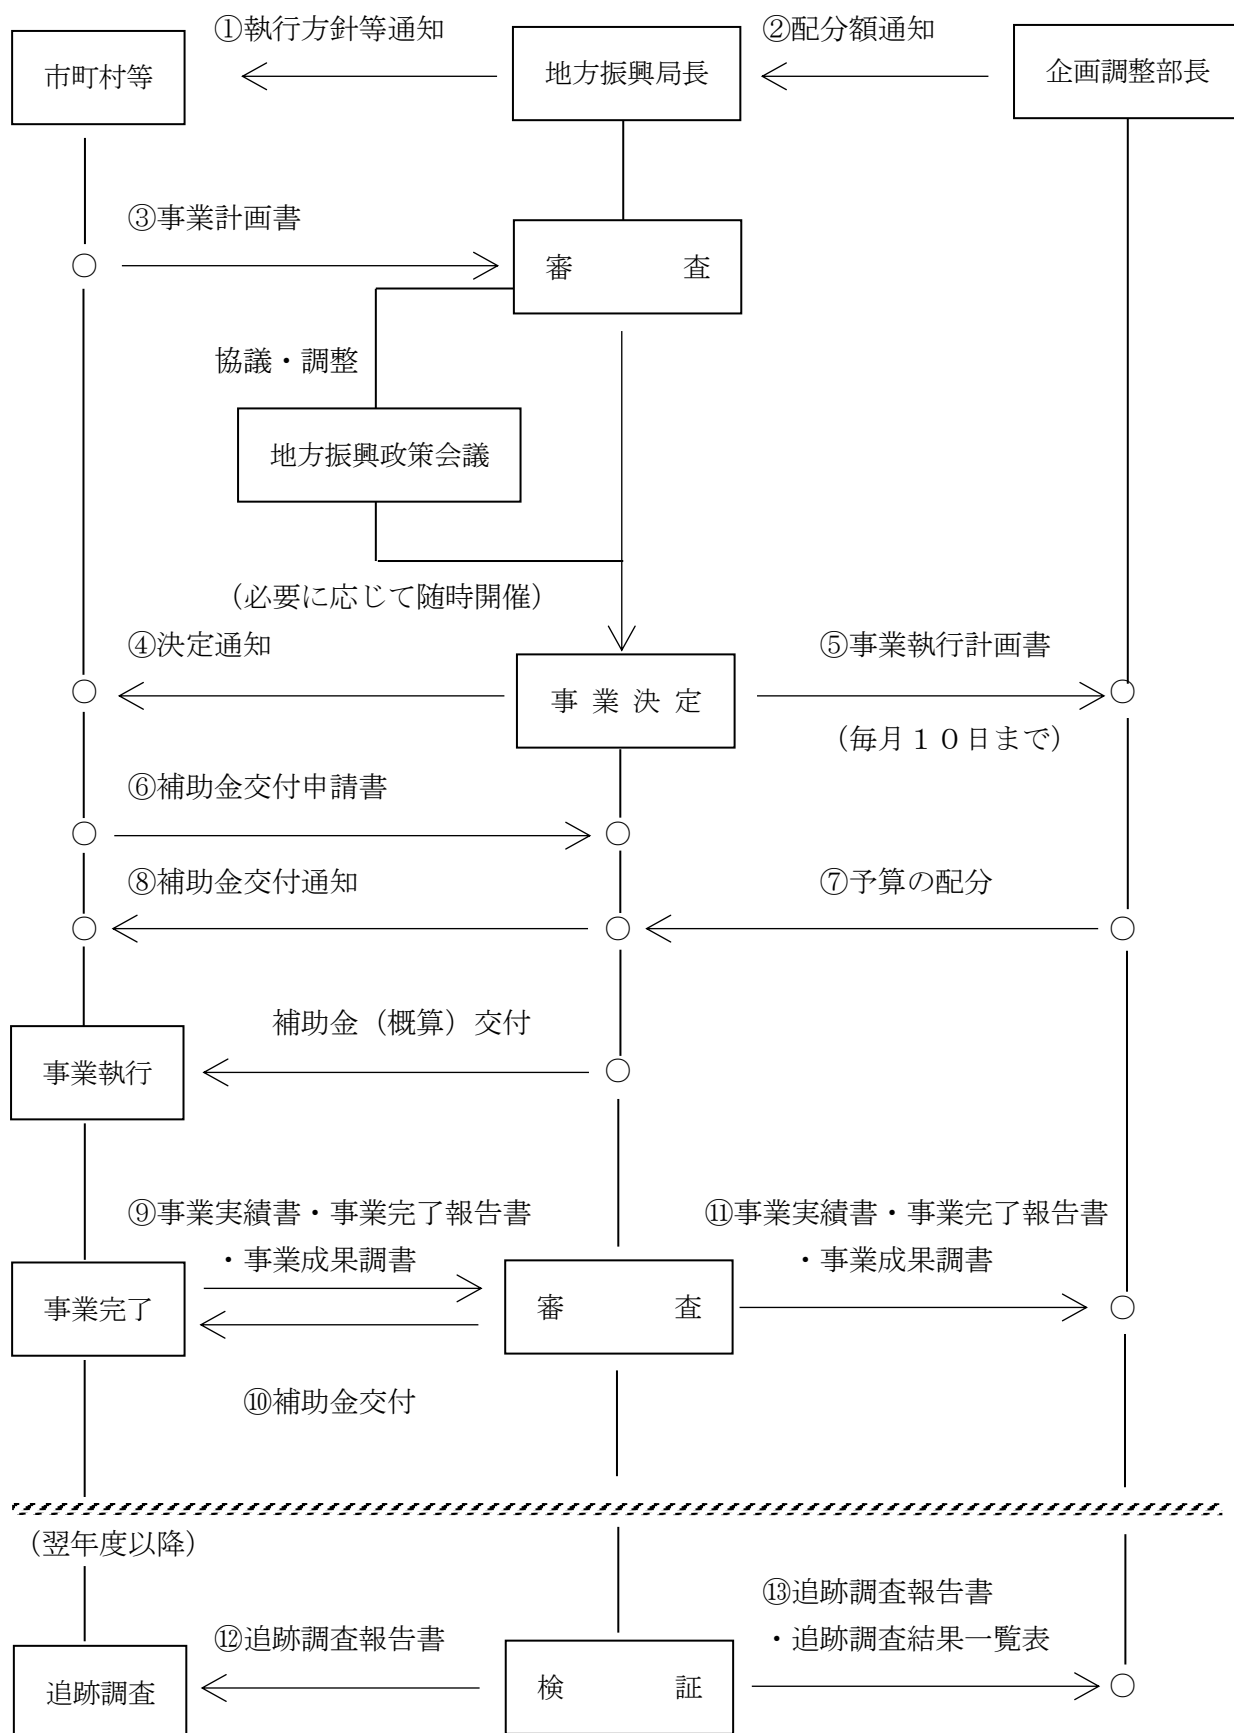 ①執行方針等通知
②配分額通知
市町村等
地方振興局長
企画調整部長
③事業計画書
審　　　査
協議・調整
地方振興政策会議
（必要に応じて随時開催）
④決定通知
⑤事業執行計画書
事 業 決 定
（毎月１０日まで）
⑥補助金交付申請書
⑧補助金交付通知
⑦予算の配分
補助金（概算）交付
事業執行
⑨事業実績書・事業完了報告書
・事業成果調書
⑪事業実績書・事業完了報告書
・事業成果調書
事業完了
審　　　査
⑩補助金交付
（翌年度以降）
⑬追跡調査報告書
・追跡調査結果一覧表
⑫追跡調査報告書
追跡調査
検　　　証